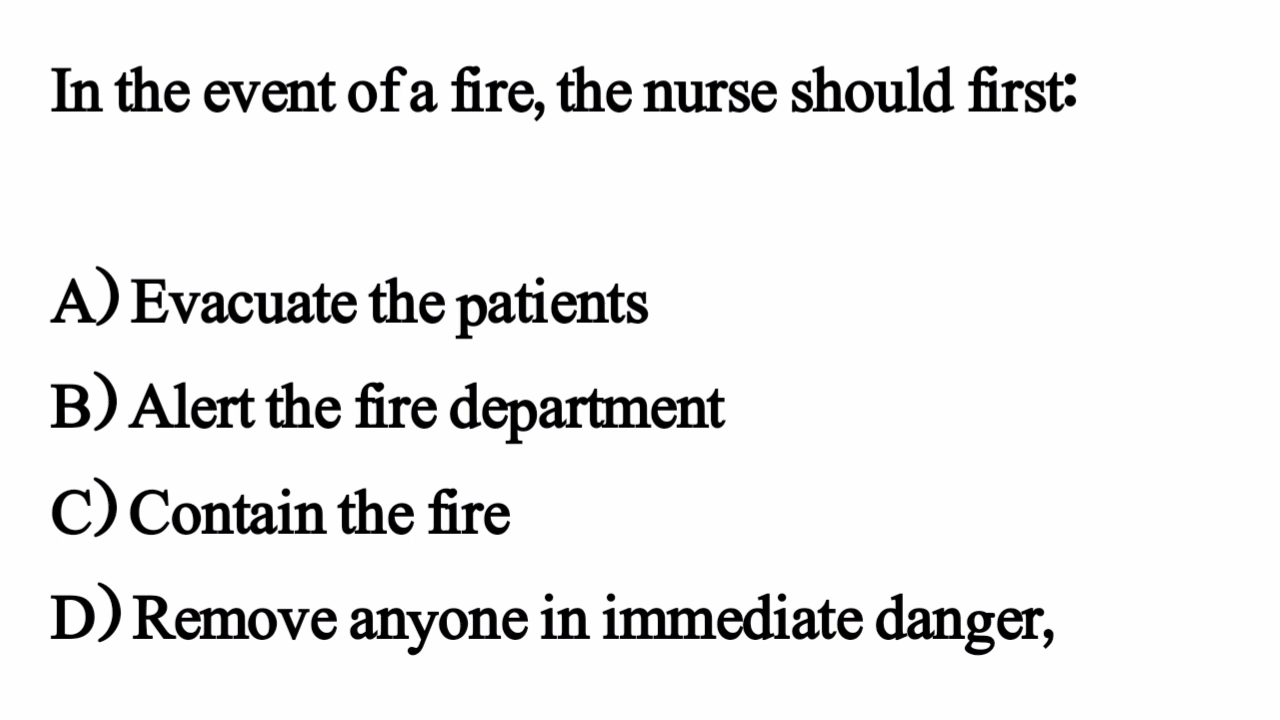 In the event of a fire, the nurse should first:
A) Evacuate the patients
B) Alert the fire department
C) Contain the fire
D) Remove anyone in immediate danger,